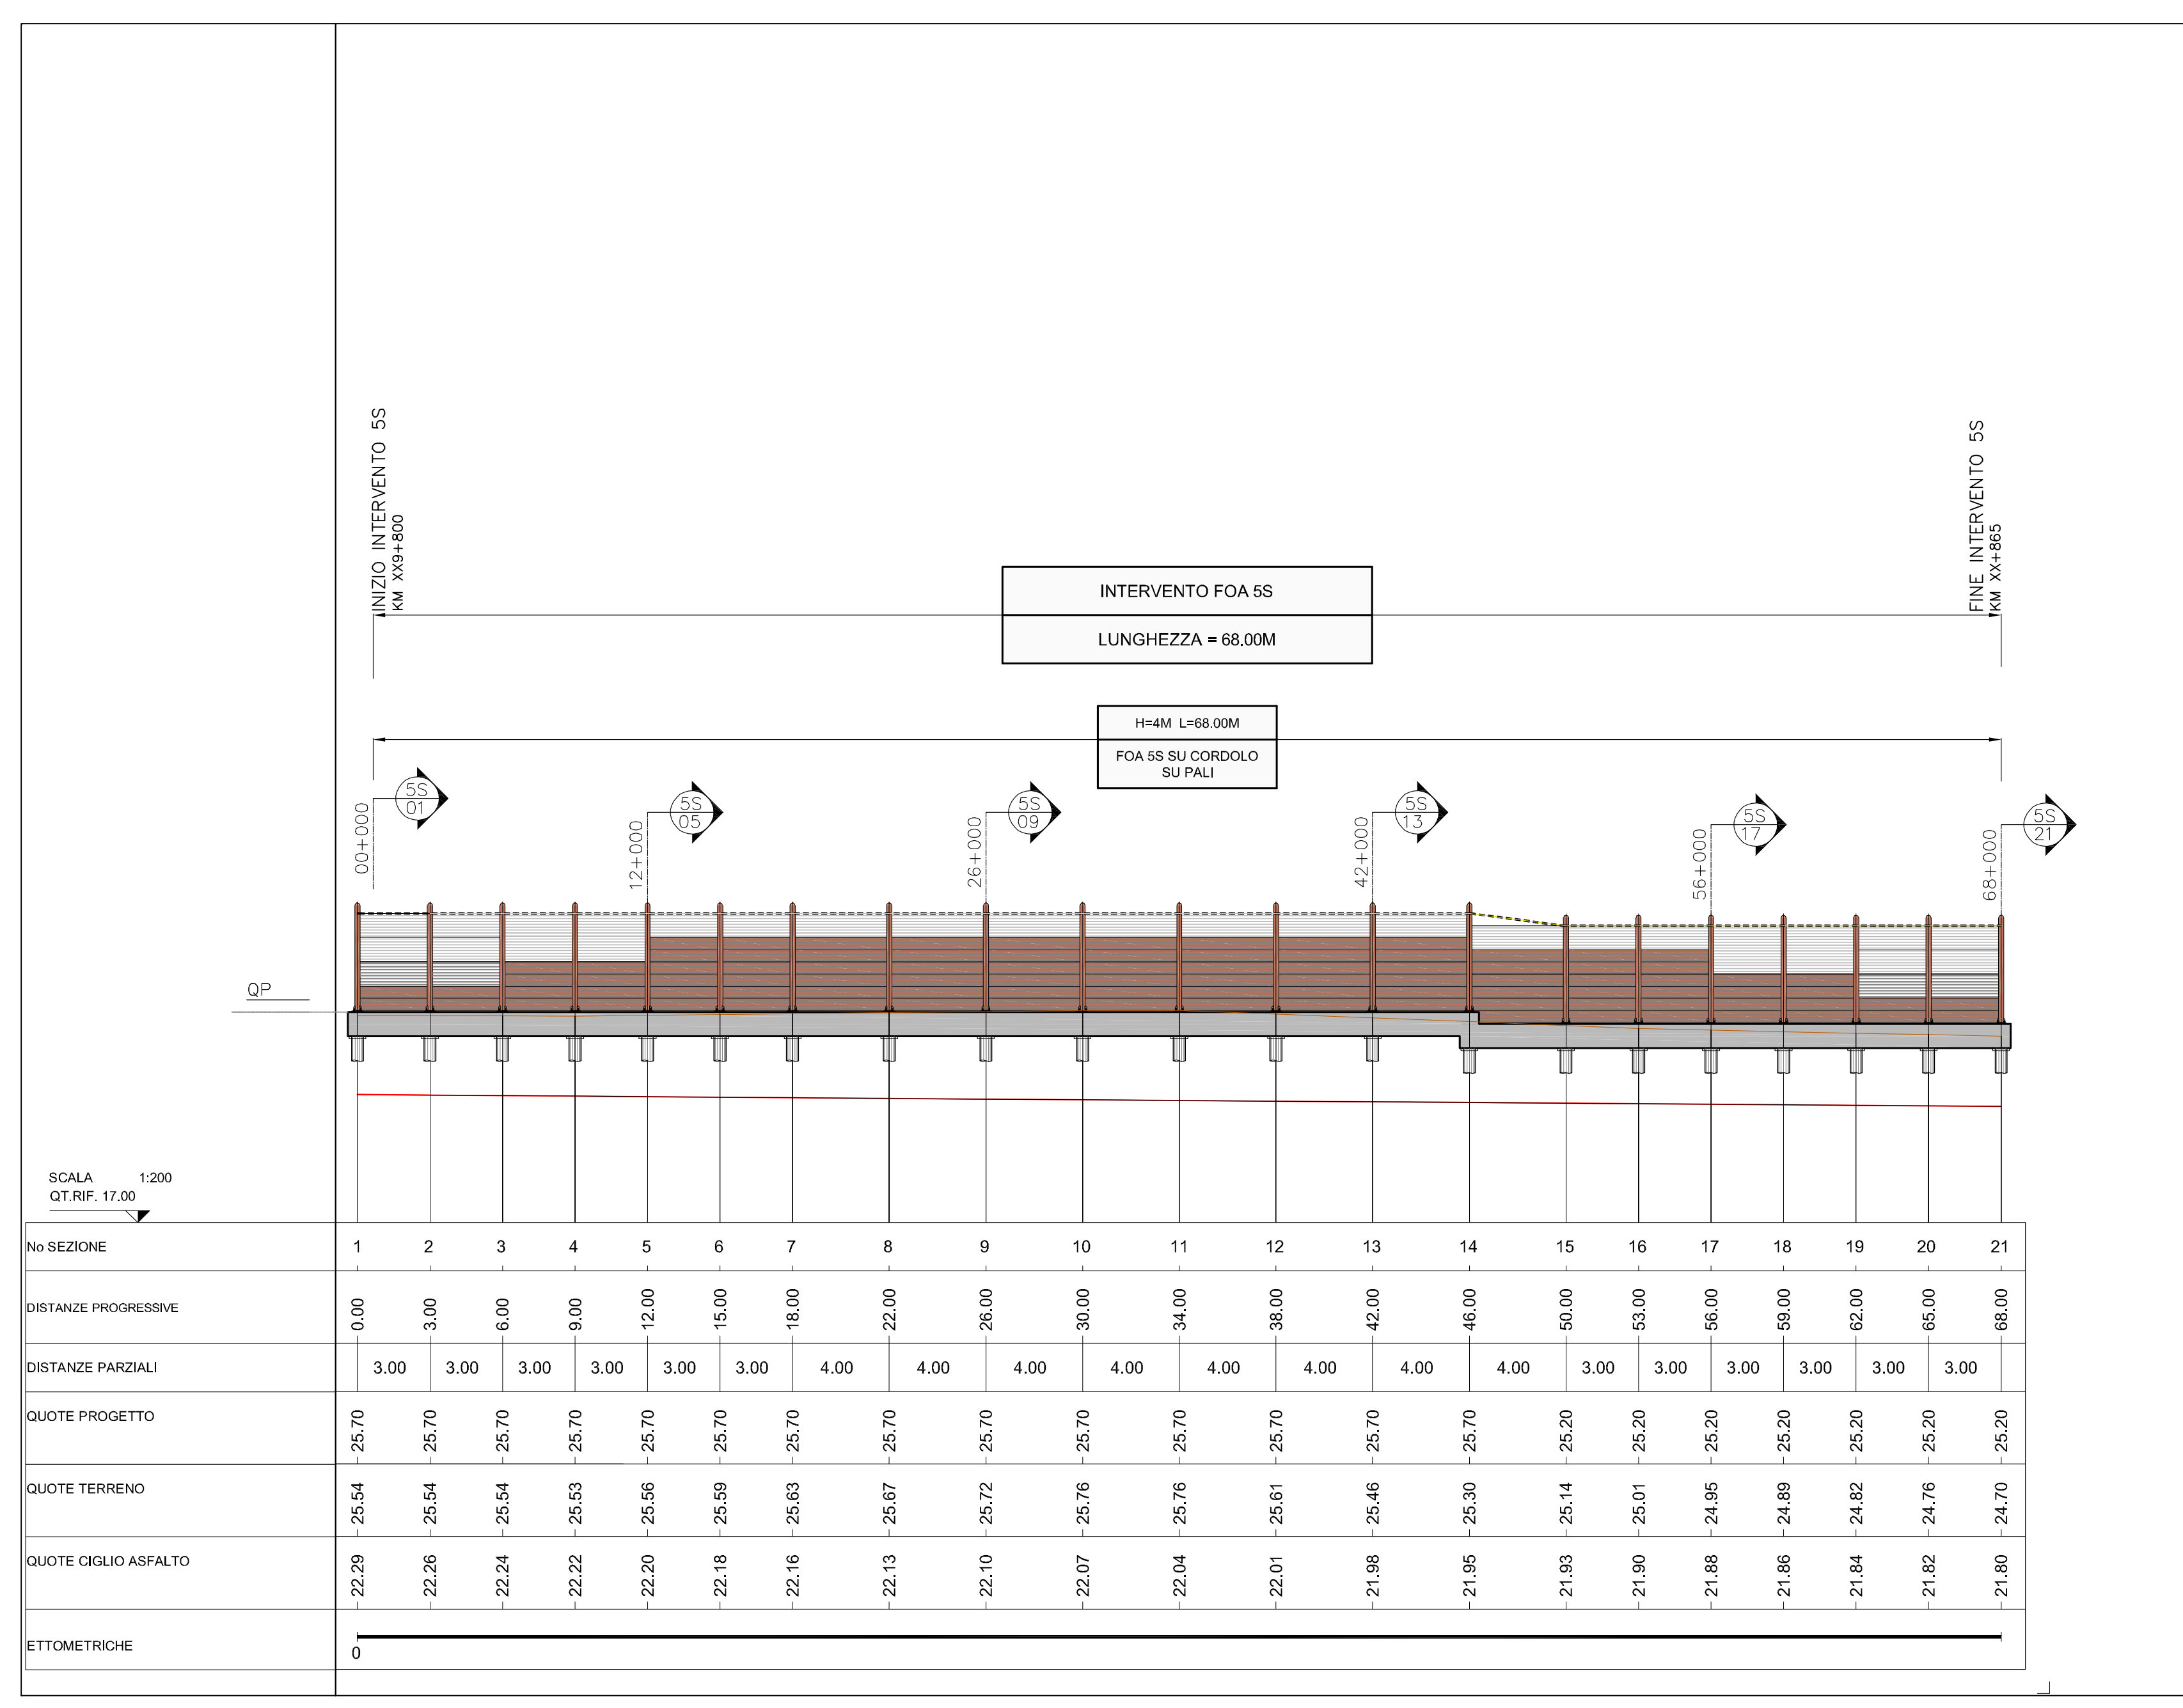 INIZIO INTERVENTO 5S
KM XX9+800
FINE INTERVENTO 5S
KM XX+865
INTERVENTO FOA 5S
LUNGHEZZA = 68.00M
H=4M L=68.00M
FOA 5S SU CORDOLO
SU PALI
00+000
5S
01
12+000
5S
05
26+000
5S
09
42+000
5S
13
56+000
5S
17
68+000
5S
21
QP
SCALA 1:200
QT.RIF. 17.00
No SEZIONE 1 2 3 4 5 6 7 8 9 10 11 12 13 14 15 16 17 18 19 20 21
DISTANZE PROGRESSIVE 0.00 3.00 6.00 9.00 12.00 15.00 18.00 22.00 26.00 30.00 34.00 38.00 42.00 46.00 50.00 53.00 56.00 59.00 62.00 65.00 68.00
DISTANZE PARZIALI 3.00 3.00 3.00 3.00 3.00 3.00 4.00 4.00 4.00 4.00 4.00 4.00 4.00 4.00 3.00 3.00 3.00 3.00 3.00 3.00
QUOTE PROGETTO 25.70 25.70 25.70 25.70 25.70 25.70 25.70 25.70 25.70 25.70 25.70 25.70 25.70 25.70 25.20 25.20 25.20 25.20 25.20 25.20 25.20
QUOTE TERRENO 25.54 25.54 25.54 25.53 25.56 25.59 25.63 25.67 25.72 25.76 25.76 25.61 25.46 25.30 25.14 25.01 24.95 24.89 24.82 24.76 24.70
QUOTE CIGLIO ASFALTO 22.29 22.26 22.24 22.22 22.20 22.18 22.16 22.13 22.10 22.07 22.04 22.01 21.98 21.95 21.93 21.90 21.88 21.86 21.84 21.82 21.80
ETTOMETRICHE
0